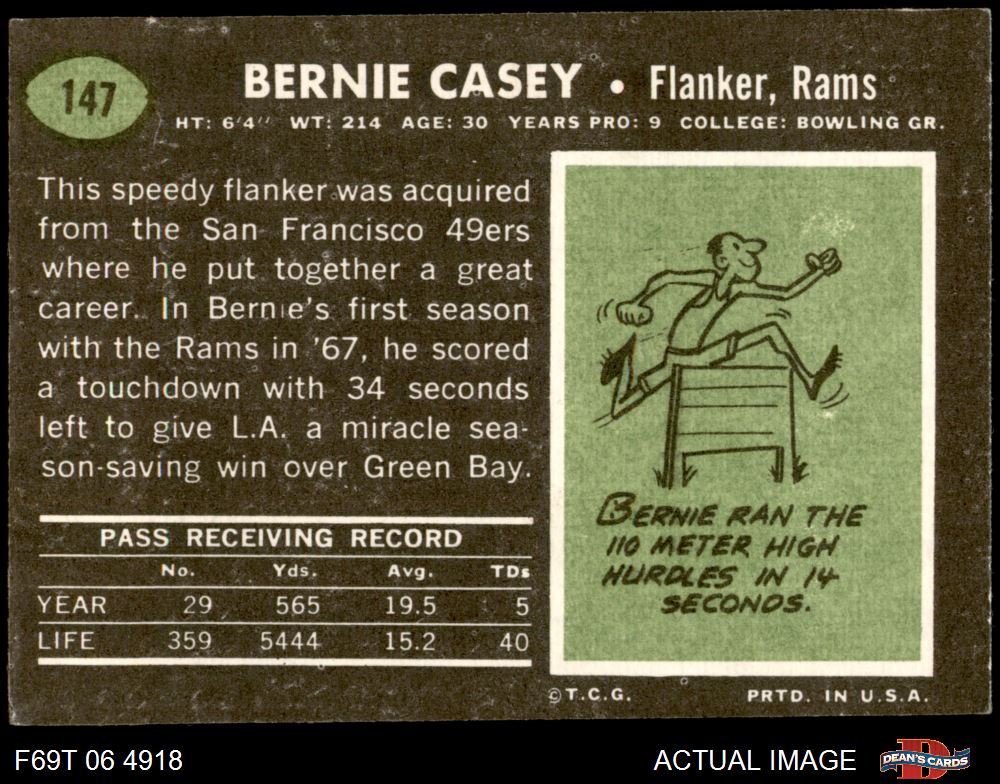 147
BERNIE CASEY • Flanker, Rams
HT: 6'4" WT: 214 AGE: 30 YEARS PRO: 9 COLLEGE: BOWLING GR.
This speedy flanker was acquired
from the San Francisco 49ers
where he put together a great
career. In Bernie's first season
with the Rams in '67, he scored
a touchdown with 34 seconds
left to give L.A. a miracle sea-
son-saving win over Green Bay.
PASS RECEIVING RECORD
No. Yds. Avg. TDs
YEAR 29 565 19.5 5
LIFE 359 5444 15.2 40
BERNIE RAN THE
110 METER HIGH
HURDLES IN 14
SECONDS.
©T.C.G. PRTD. IN U.S.A.
F69T 06 4918 ACTUAL IMAGE DEAN'S CARDS